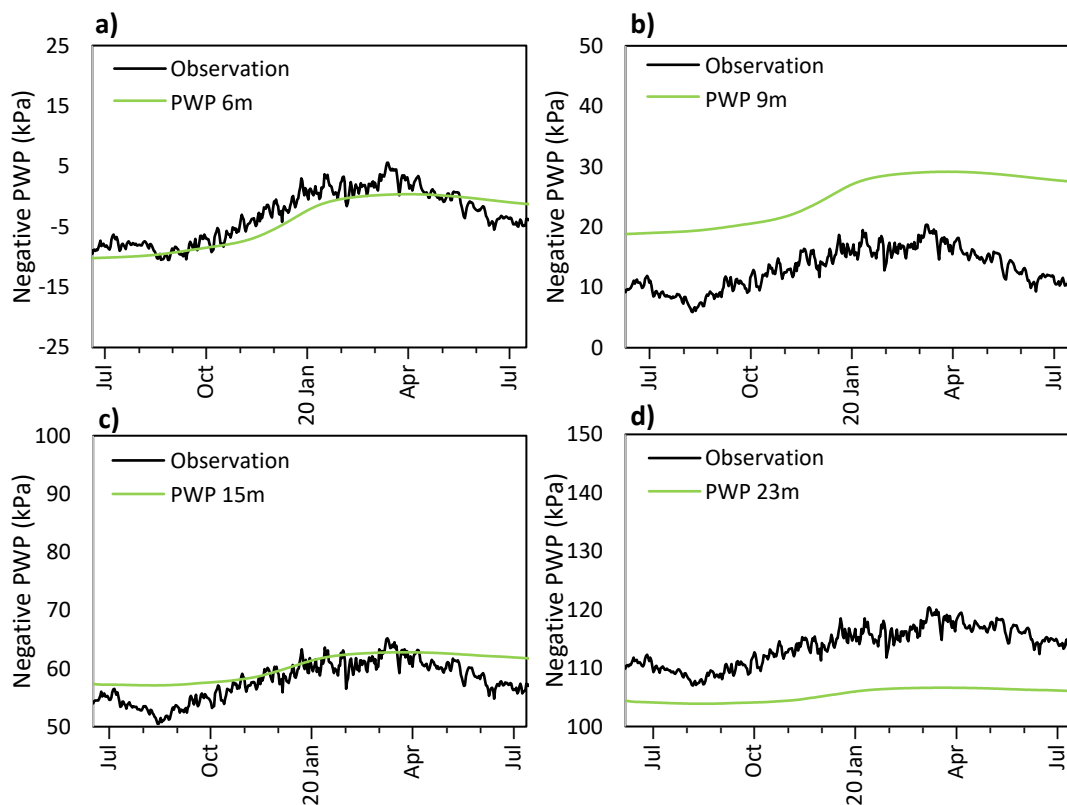 a)
Negative PWP (kPa)
25
15
5
-5
-15
-25
Observation
PWP 6m
Jul
Oct
20 Jan
Apr
Jul
b)
Negative PWP (kPa)
50
40
30
20
10
0
Observation
PWP 9m
Jul
Oct
20 Jan
Apr
Jul
c)
Negative PWP (kPa)
100
90
80
70
60
50
Observation
PWP 15m
Jul
Oct
20 Jan
Apr
Jul
d)
Negative PWP (kPa)
150
140
130
120
110
100
Observation
PWP 23m
Jul
Oct
20 Jan
Apr
Jul